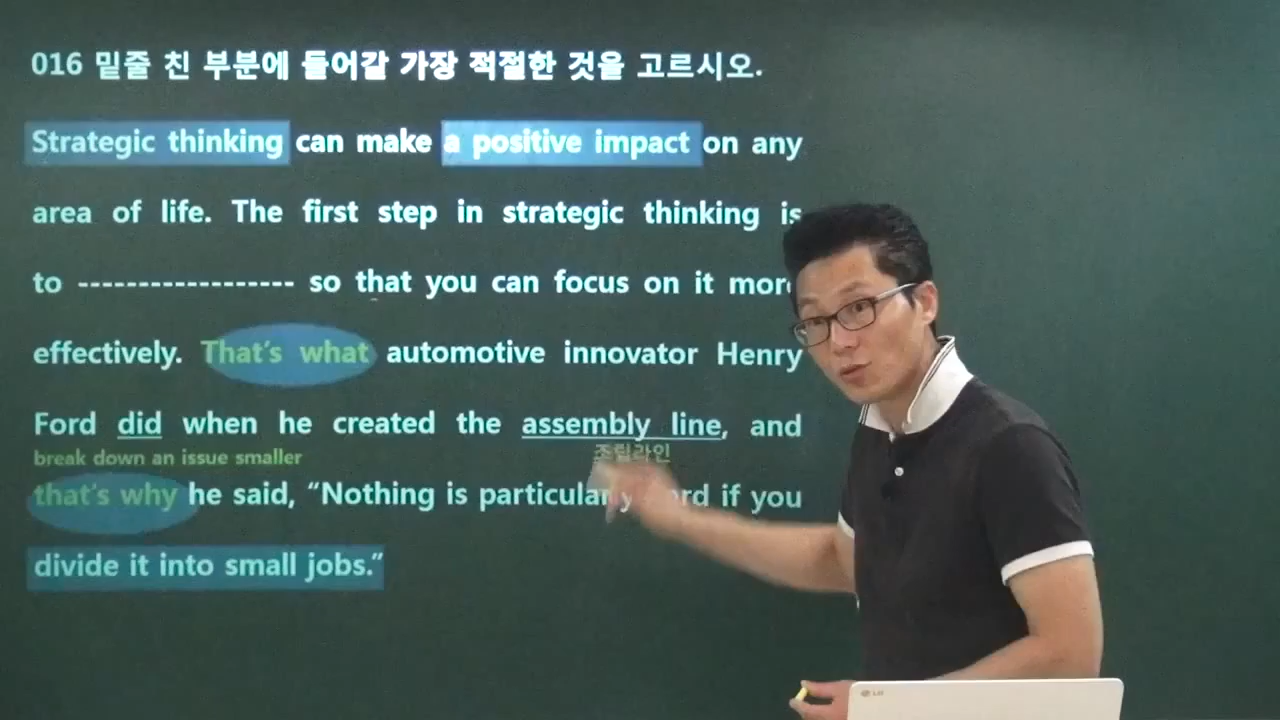 016 밑줄 친 부분에 들어갈 가장 적절한 것을 고르시오.
Strategic thinking can make a positive impact on any
area of life. The first step in strategic thinking is
to ------------------ so that you can focus on it more
effectively. That's what automotive innovator Henry
Ford did when he created the assembly line, and
break down an issue smaller 조립라인
that's why he said, “Nothing is particularly hard if you
divide it into small jobs.”
LG